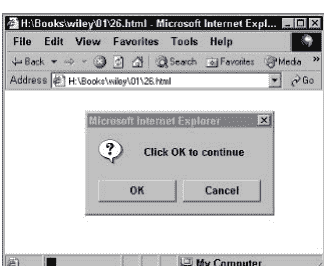 H:\Books\wiley\01\26.html - Microsoft Internet Expl...
File Edit View Favorites Tools Help
Back Search Favorites Media »
Address H:\Books\wiley\01\26.html Go
Microsoft Internet Explorer
? Click OK to continue
OK Cancel
My Computer